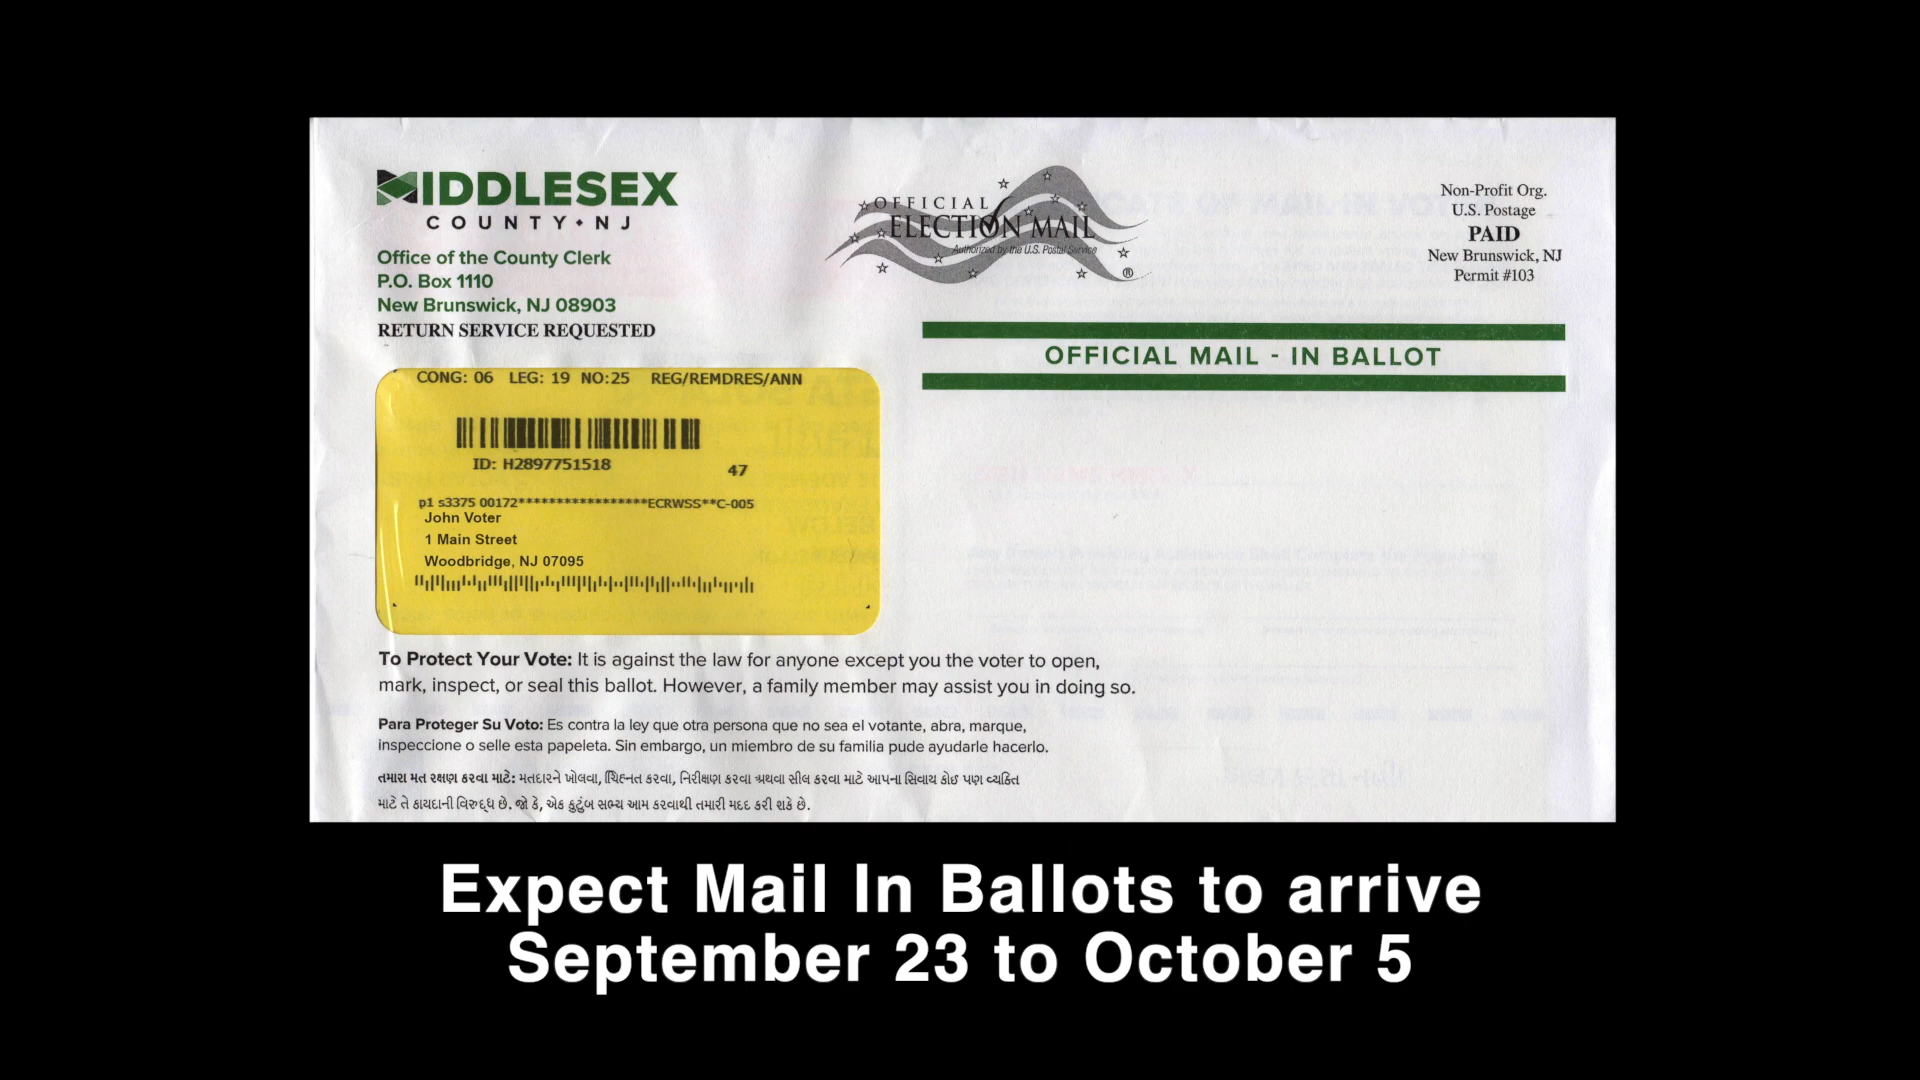 MIDDLESEX
COUNTY • NJ
Office of the County Clerk
P.O. Box 1110
New Brunswick, NJ 08903
RETURN SERVICE REQUESTED
OFFICIAL
ELECTION MAIL
Authorized by the U.S. Postal Service
®
Non-Profit Org.
U.S. Postage
PAID
New Brunswick, NJ
Permit #103
OFFICIAL MAIL - IN BALLOT
CONG: 06 LEG: 19 NO:25 REG/REMDRES/ANN
ID: H2897751518
47
p1 s3375 00172******************ECRWSS**C-005
John Voter
1 Main Street
Woodbridge, NJ 07095
To Protect Your Vote: It is against the law for anyone except you the voter to open,
mark, inspect, or seal this ballot. However, a family member may assist you in doing so.
Para Proteger Su Voto: Es contra la ley que otra persona que no sea el votante, abra, marque,
inspeccione o selle esta papeleta. Sin embargo, un miembro de su familia pude ayudarle hacerlo.
તમારા મત રક્ષણ કરવા માટે: મતદારને ખોલવા, ચિહ્નિત કરવા, નિરીક્ષણ કરવા અથવા સીલ કરવા માટે આપના સિવાય કોઈ પણ વ્યક્તિ
માટે તે કાયદાની વિરુદ્ધ છે. જો કે, એક કુટુંબ સભ્ય આમ કરવાથી તમારી મદદ કરી શકે છે.
Expect Mail In Ballots to arrive
September 23 to October 5